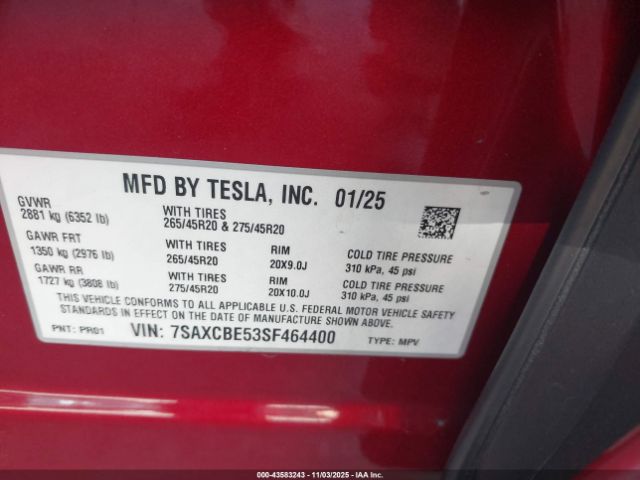 MFD BY TESLA, INC. 01/25
GVWR
2881 kg (6352 lb)
WITH TIRES
265/45R20 & 275/45R20
GAWR FRT
1350 kg (2976 lb)
WITH TIRES
265/45R20
RIM
20X9.0J
COLD TIRE PRESSURE
310 kPa, 45 psi
GAWR RR
1727 kg (3808 lb)
WITH TIRES
275/45R20
RIM
20X10.0J
COLD TIRE PRESSURE
310 kPa, 45 psi
THIS VEHICLE CONFORMS TO ALL APPLICABLE U.S. FEDERAL MOTOR VEHICLE SAFETY
STANDARDS IN EFFECT ON THE DATE OF MANUFACTURE SHOWN ABOVE.
PNT: PR01 VIN: 7SAXCBE53SF464400 TYPE: MPV
000-43583243 - 11/03/2025 - IAA Inc.